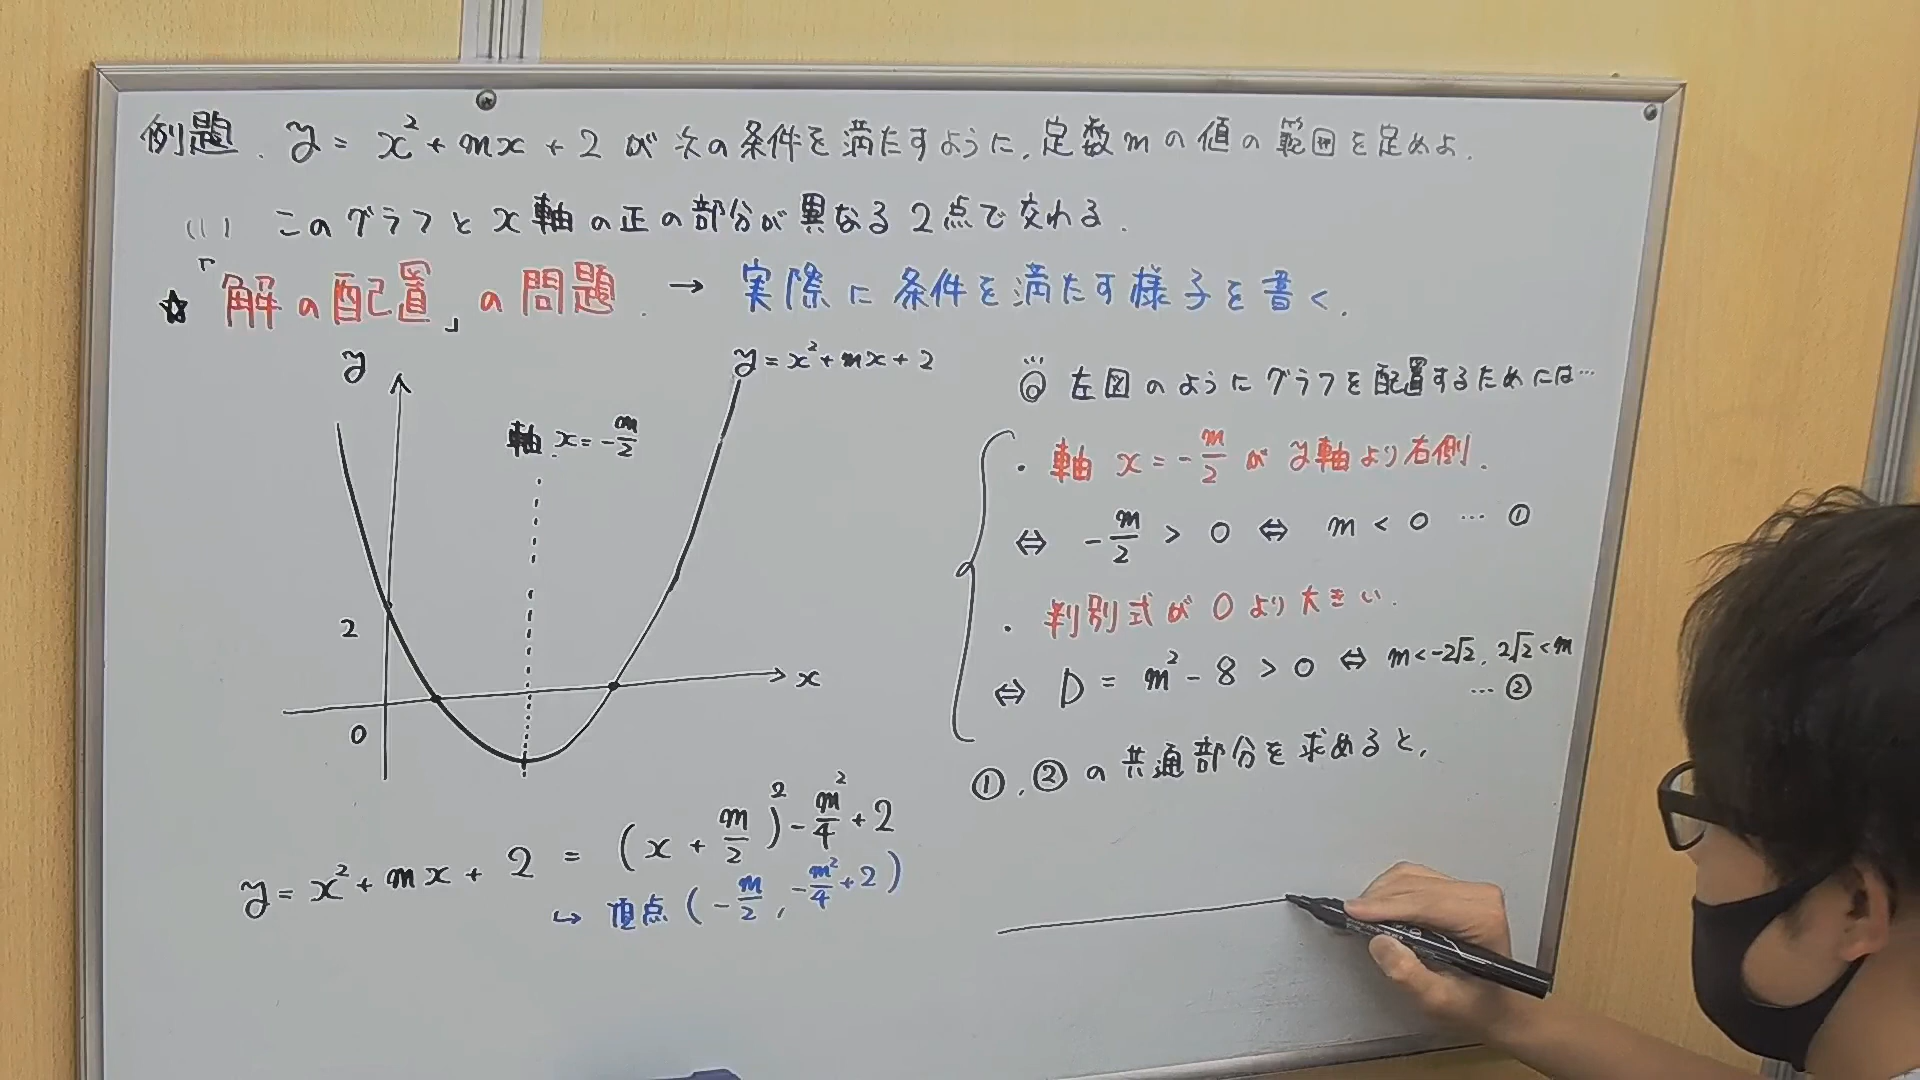 例題. y = x²+mx+2 が次の条件を満たすように,定数mの値の範囲を定めよ.
(1) このグラフとx軸の正の部分が異なる2点で交わる.
☆「解の配置」の問題. → 実際に条件を満たす様子を書く.
y
y=x²+mx+2
軸 x=-m/2
2
0
x
y=x²+mx+2 = (x+m/2)²-m²/4+2
↳ 頂点(-m/2, -m²/4+2)
◎ 左図のようにグラフを配置するためには…
・軸 x=-m/2 が y軸より右側.
⇔ -m/2 > 0 ⇔ m < 0 … ①
・判別式が0より大きい.
⇔ D = m²-8 > 0 ⇔ m<-2√2, 2√2<m
… ②
①,②の共通部分を求めると,